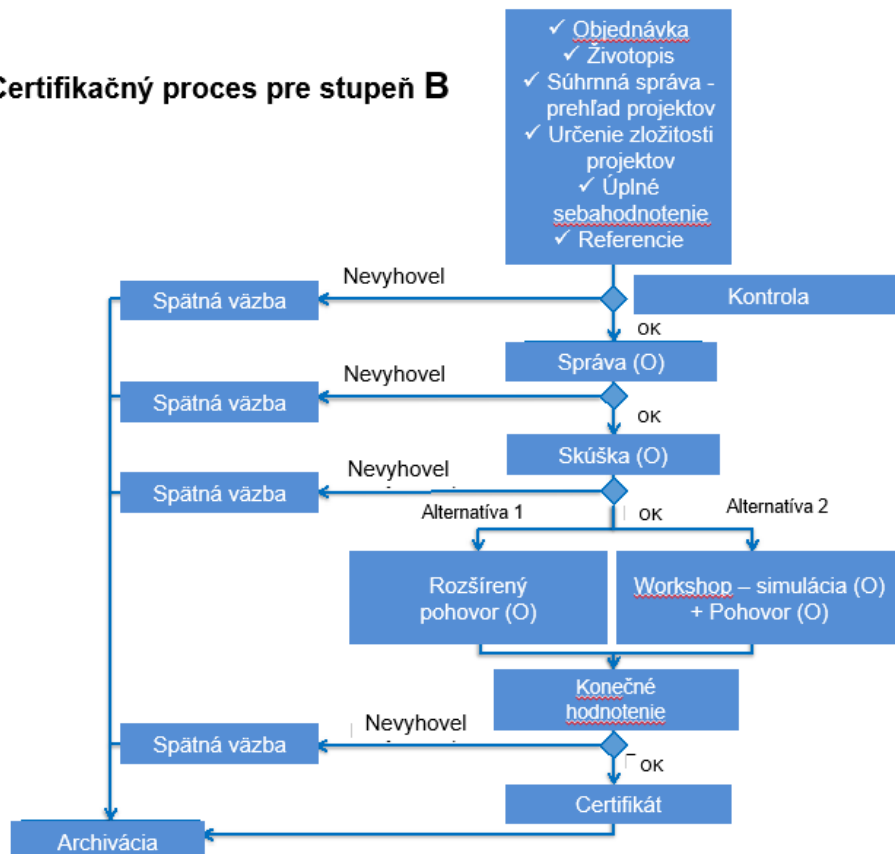 ✓ Objednávka
✓ Životopis
✓ Súhrnná správa -
prehľad projektov
✓ Určenie zložitosti
projektov
✓ Úplné
sebahodnotenie
✓ Referencie
Certifikačný proces pre stupeň B
Nevyhovel
Spätná väzba
Kontrola
OK
Správa (O)
Nevyhovel
Spätná väzba
OK
Skúška (O)
Nevyhovel
Spätná väzba
Alternatíva 1
OK
Alternatíva 2
Rozšírený
pohovor (O)
Workshop – simulácia (O)
+ Pohovor (O)
Konečné
hodnotenie
Nevyhovel
Spätná väzba
OK
Certifikát
Archivácia